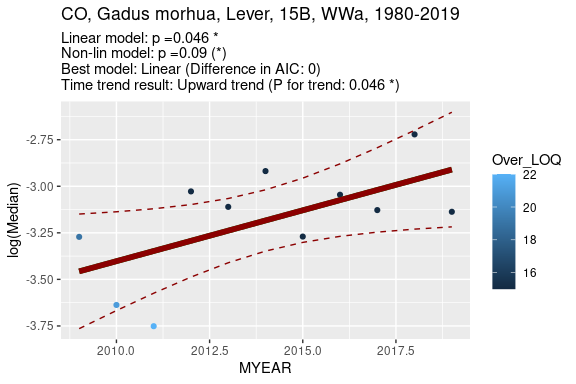 CO, Gadus morhua, Lever, 15B, WWa, 1980-2019
Linear model: p =0.046 *
Non-lin model: p =0.09 (*)
Best model: Linear (Difference in AIC: 0)
Time trend result: Upward trend (P for trend: 0.046 *)
log(Median)
-2.75
-3.00
-3.25
-3.50
-3.75
2010.0 2012.5 2015.0 2017.5
MYEAR
Over_LOQ
22
20
18
16